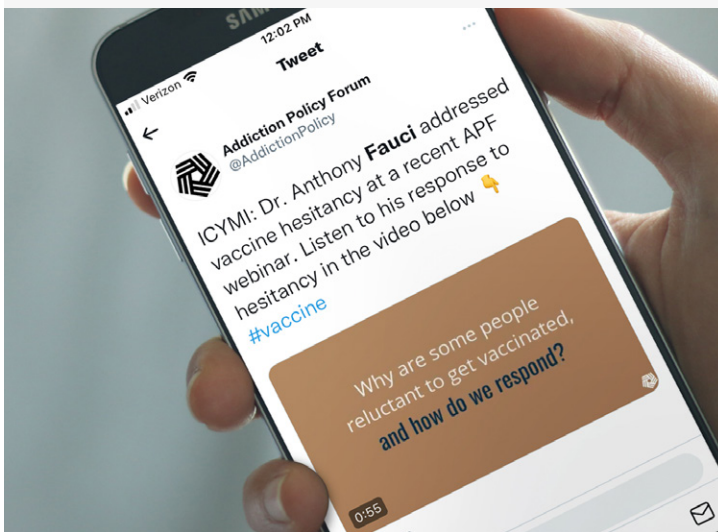 SAMSUNG
Verizon 12:02 PM
Tweet
Addiction Policy Forum
@AddictionPolicy
ICYMI: Dr. Anthony Fauci addressed
vaccine hesitancy at a recent APF
webinar. Listen to his response to
hesitancy in the video below 👇
#vaccine
Why are some people
reluctant to get vaccinated,
and how do we respond?
0:55